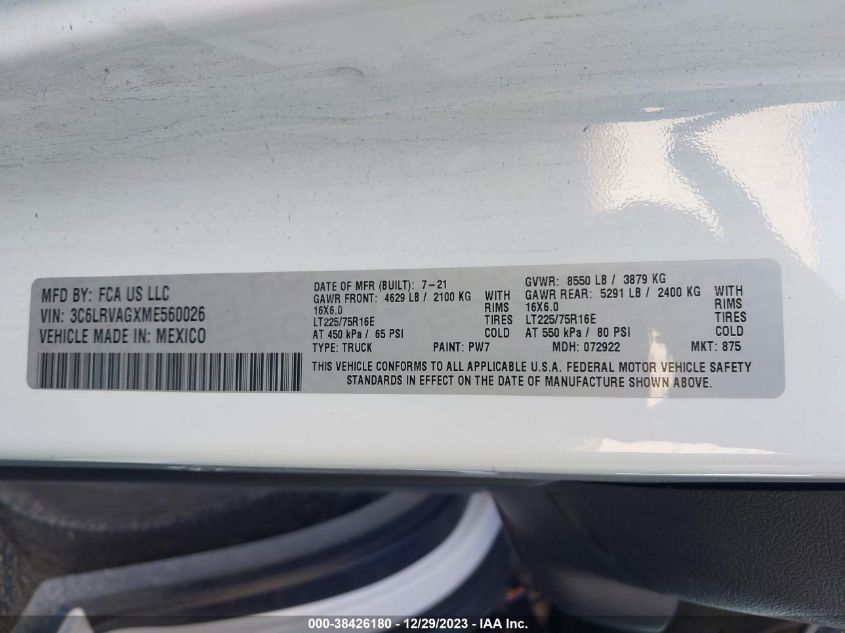 MFD BY: FCA US LLC
VIN: 3C6LRVAGXME560026
VEHICLE MADE IN: MEXICO
DATE OF MFR (BUILT): 7-21
GAWR FRONT: 4629 LB / 2100 KG WITH
16X6.0 RIMS
LT225/75R16E TIRES
AT 450 kPa / 65 PSI COLD
GVWR: 8550 LB / 3879 KG
GAWR REAR: 5291 LB / 2400 KG WITH
16X6.0 RIMS
LT225/75R16E TIRES
AT 550 kPa / 80 PSI COLD
TYPE: TRUCK PAINT: PW7 MDH: 072922 MKT: 875
THIS VEHICLE CONFORMS TO ALL APPLICABLE U.S.A. FEDERAL MOTOR VEHICLE SAFETY
STANDARDS IN EFFECT ON THE DATE OF MANUFACTURE SHOWN ABOVE.
000-38426180 - 12/29/2023 - IAA Inc.